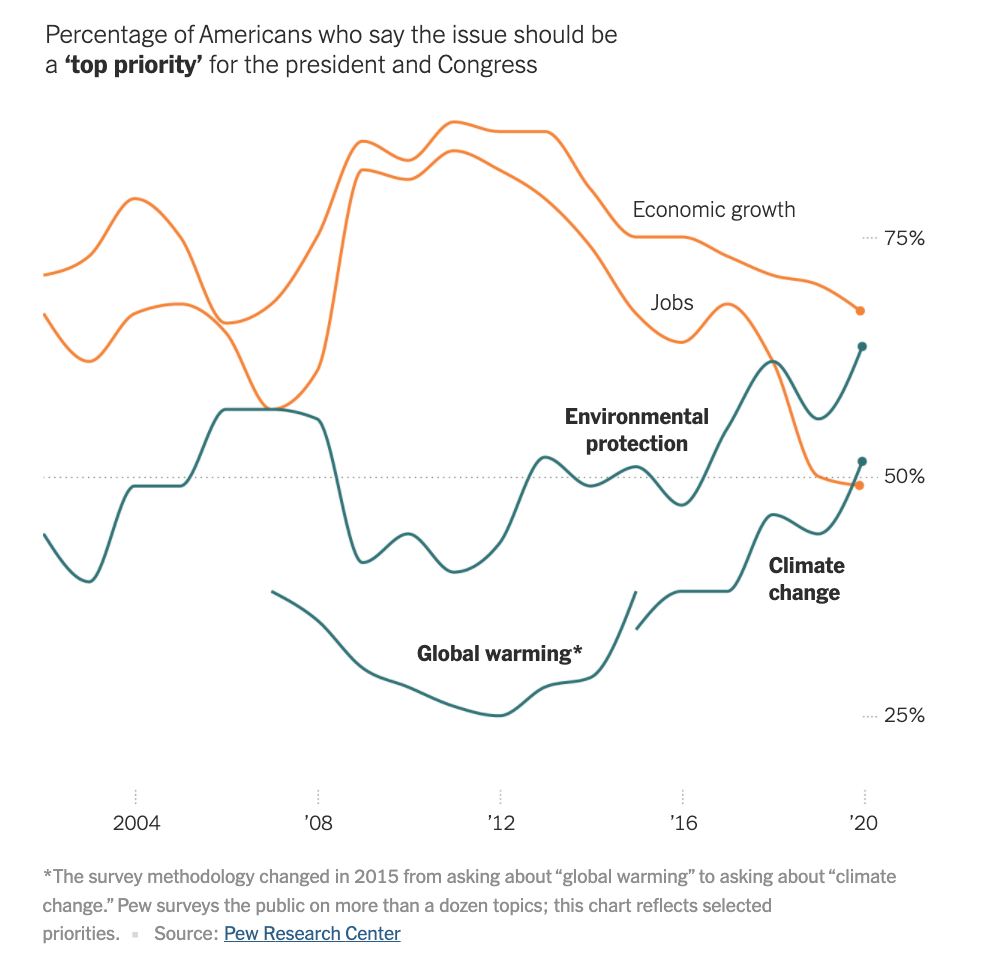 Percentage of Americans who say the issue should be
a ‘top priority’ for the president and Congress
Economic growth
75%
Jobs
Environmental
protection
50%
Climate
change
Global warming*
25%
2004
’08
’12
’16
’20
*The survey methodology changed in 2015 from asking about “global warming” to asking about “climate
change.” Pew surveys the public on more than a dozen topics; this chart reflects selected
priorities. ▪ Source: Pew Research Center